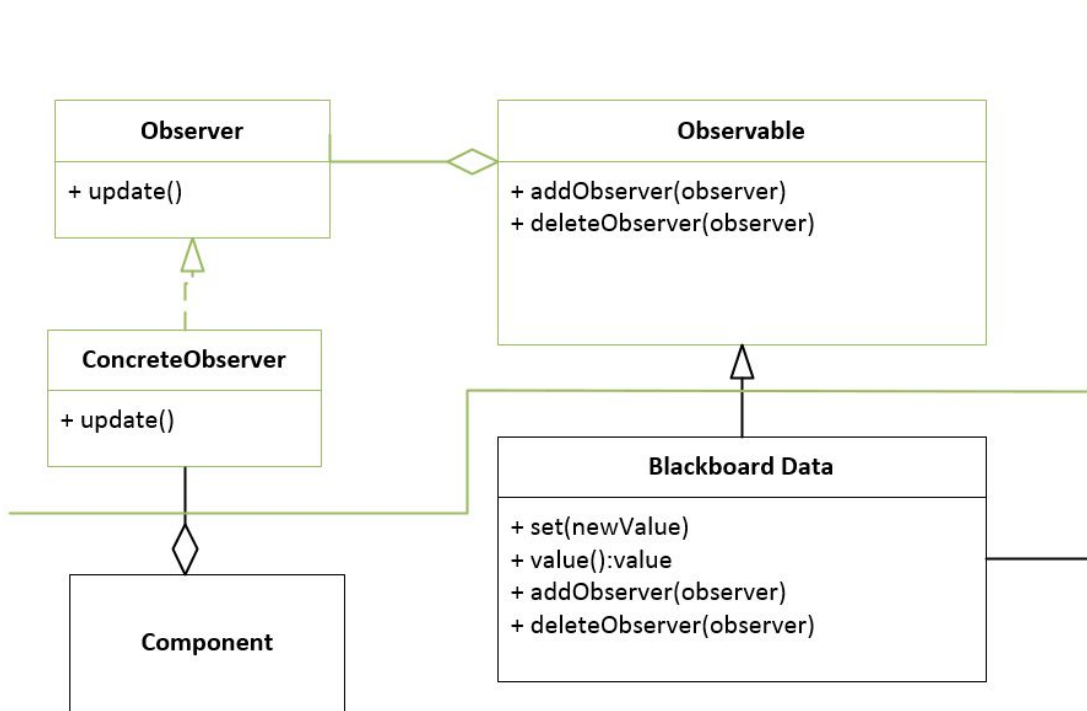 Observer
+ update()
Observable
+ addObserver(observer)
+ deleteObserver(observer)
ConcreteObserver
+ update()
Blackboard Data
+ set(newValue)
+ value():value
+ addObserver(observer)
+ deleteObserver(observer)
Component